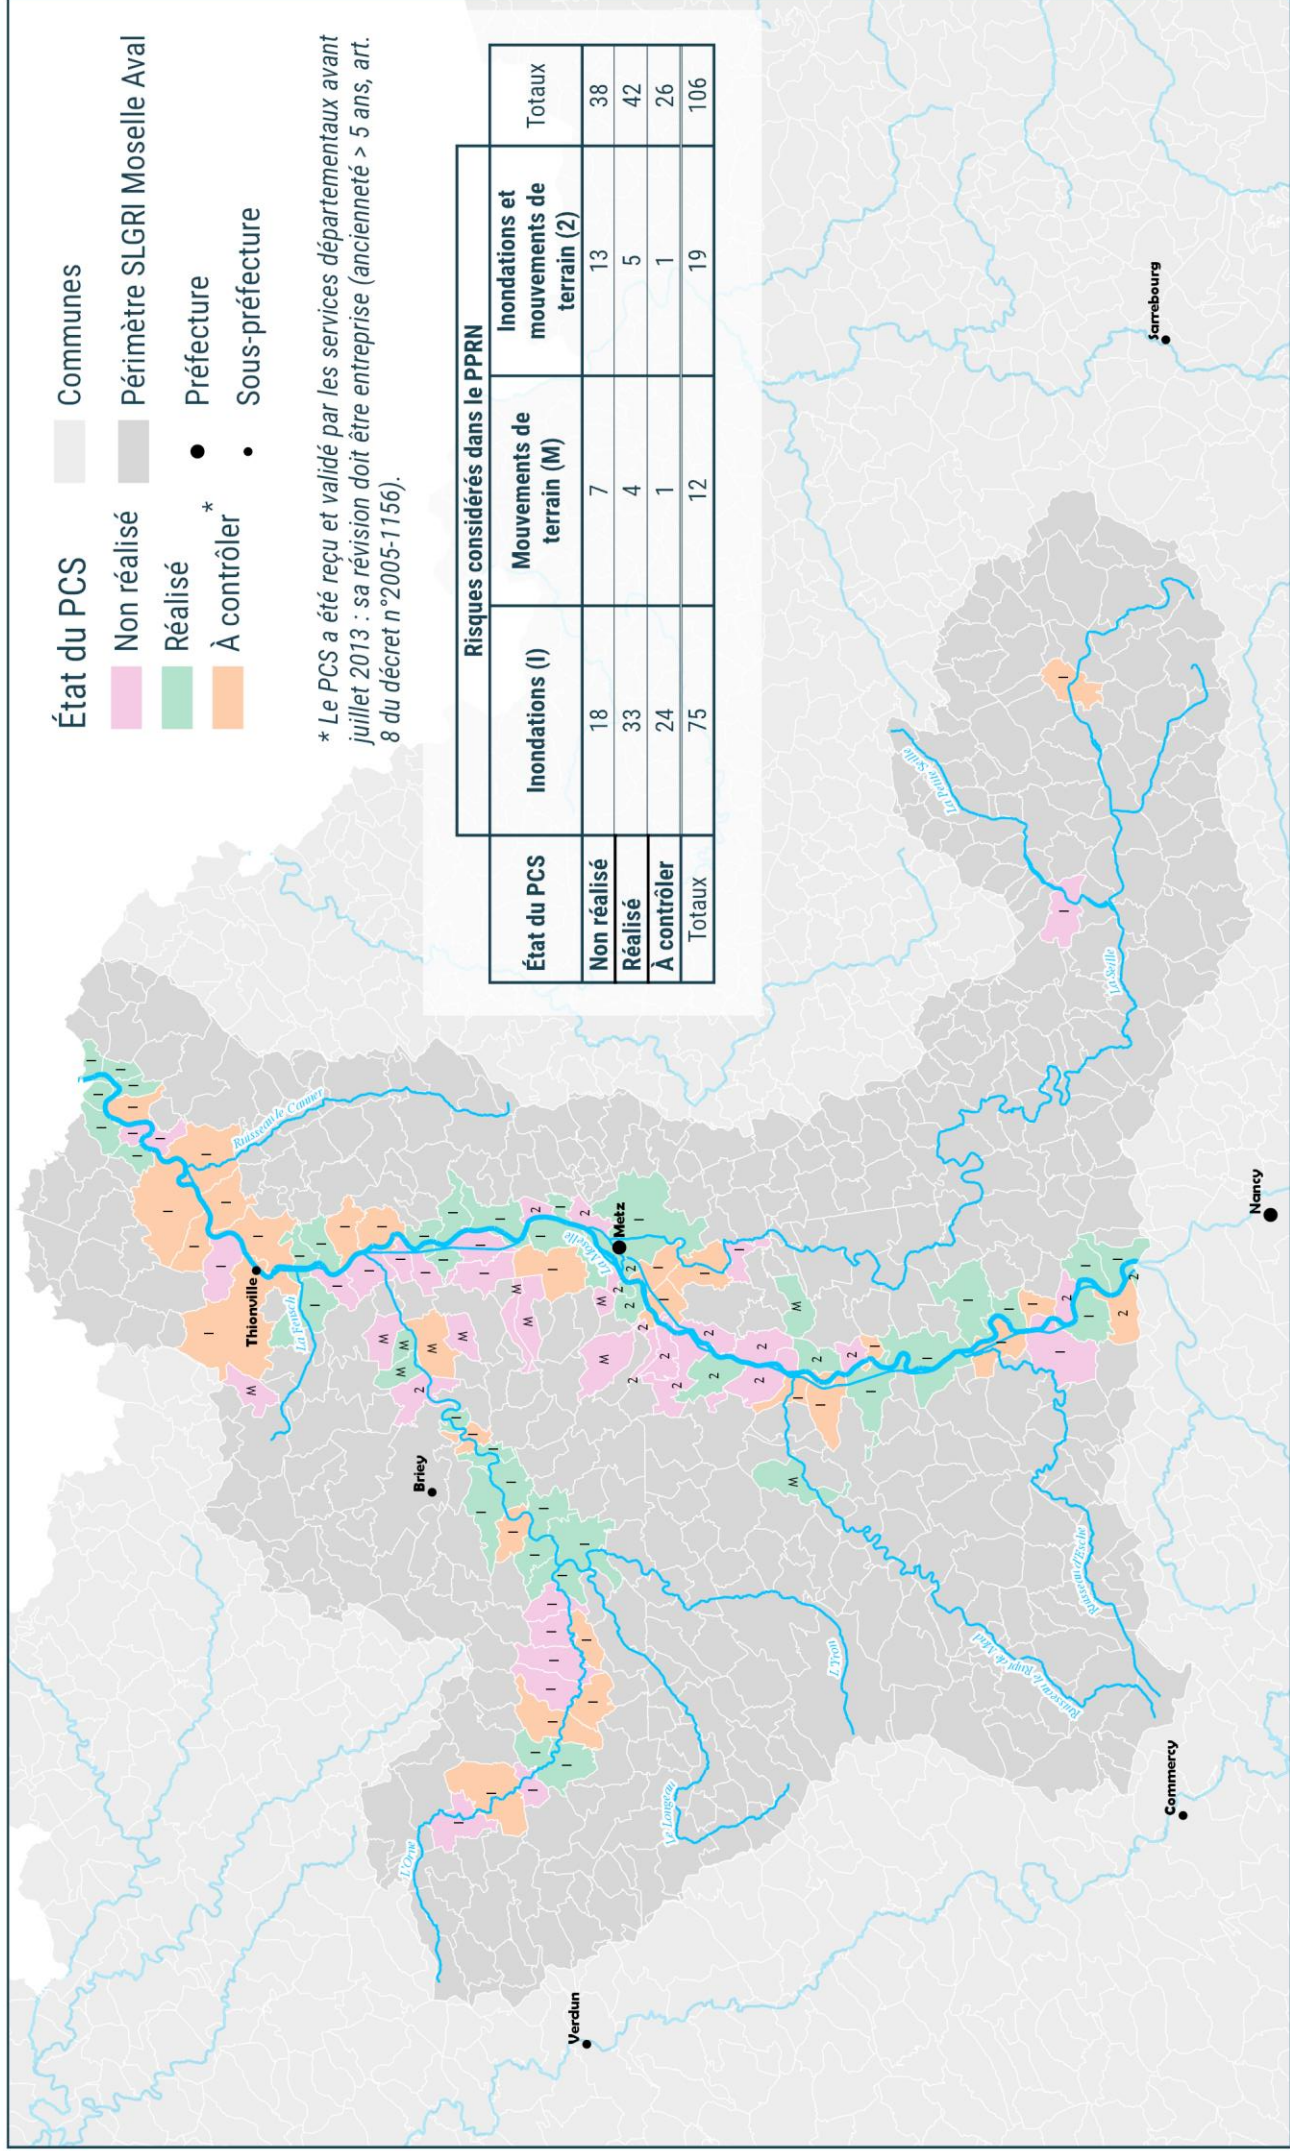 État du PCS
Non réalisé
Réalisé
À contrôler *
Communes
Périmètre SLGRI Moselle Aval
Préfecture
Sous-préfecture
* Le PCS a été reçu et validé par les services départementaux avant
juillet 2013 : sa révision doit être entreprise (ancienneté > 5 ans, art.
8 du décret n°2005-1156).
Risques considérés dans le PPRN
État du PCS Inondations (I) Mouvements de terrain (M) Inondations et mouvements de terrain (2) Totaux
Non réalisé 18 7 13 38
Réalisé 33 4 5 42
À contrôler 24 1 1 26
Totaux 75 12 19 106
Ruisseau le Canner
Thionville
La Fensch
Metz
La Moselle
Briey
L'Orne
Verdun
Le Longeau
L'Yron
Ruisseau le Rupt de Mad
Ruisseau d'Esche
Commercy
Nancy
La Seille
La Petite Seille
Sarrebourg